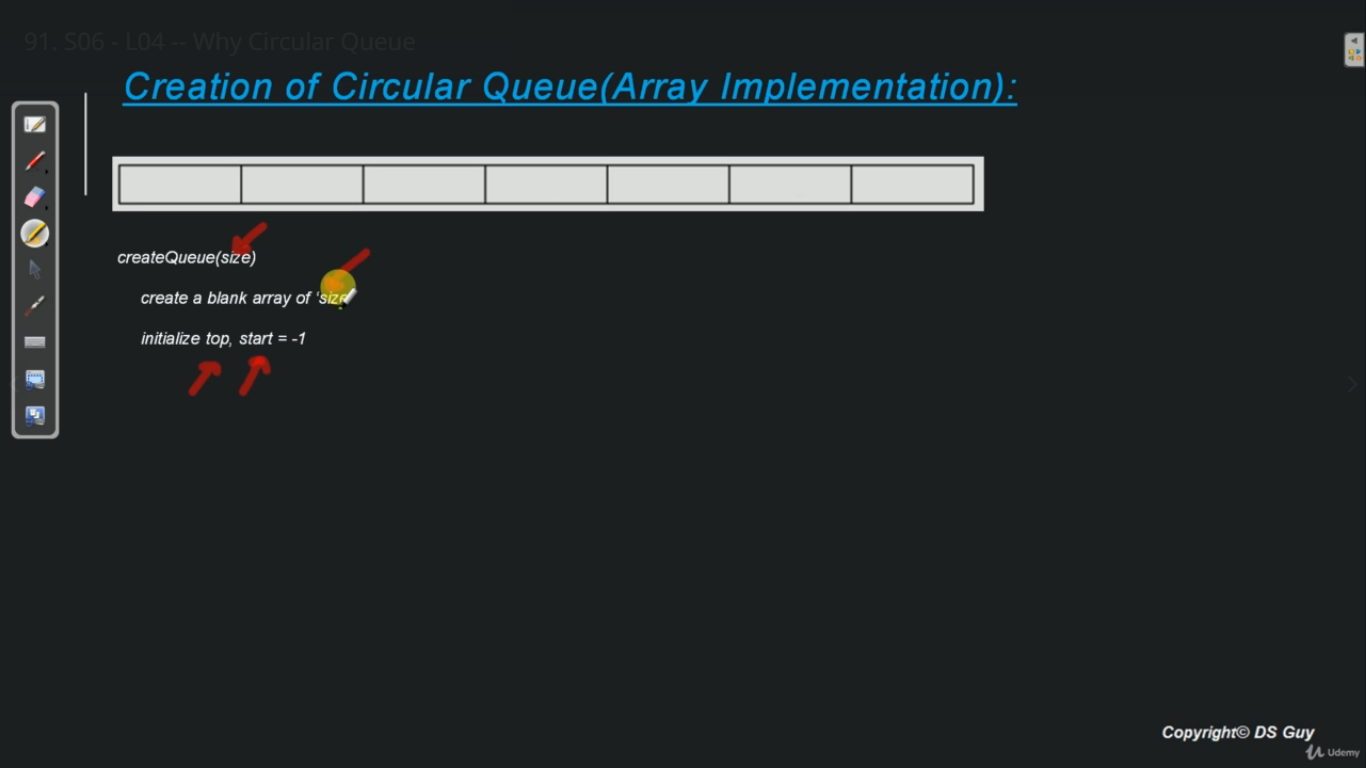 91. S06 - L04 -- Why Circular Queue
Creation of Circular Queue(Array Implementation):
createQueue(size)
create a blank array of 'size'
initialize top, start = -1
Copyright© DS Guy
Udemy